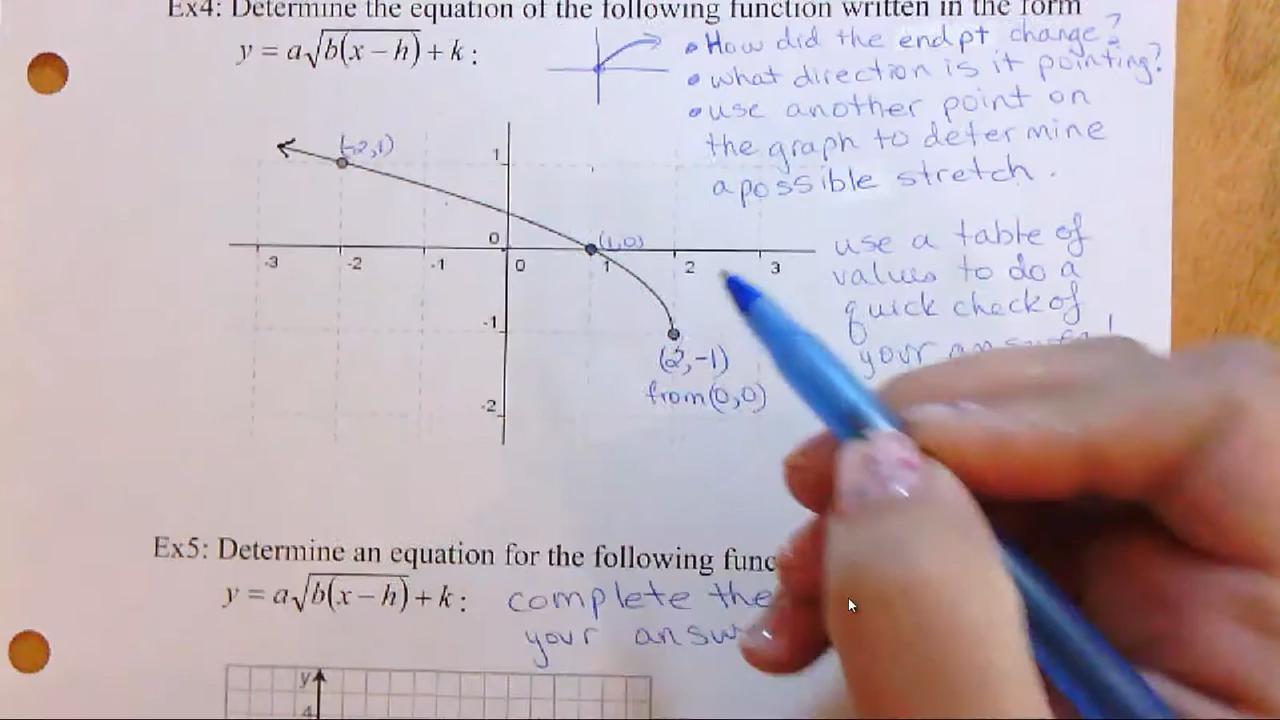 Ex4: Determine the equation of the following function written in the form
y = a√b(x − h) + k :
• How did the endpt change?
• what direction is it pointing?
• use another point on
the graph to determine
a possible stretch.
(-2,1)
1
use a table of
values to do a
quick check of
your answer!
0
(1,0)
-3 -2 -1 0 1 2 3
-1
(2,-1)
from (0,0)
-2
Ex5: Determine an equation for the following func
y = a√b(x − h) + k : complete the
your answ
y
4